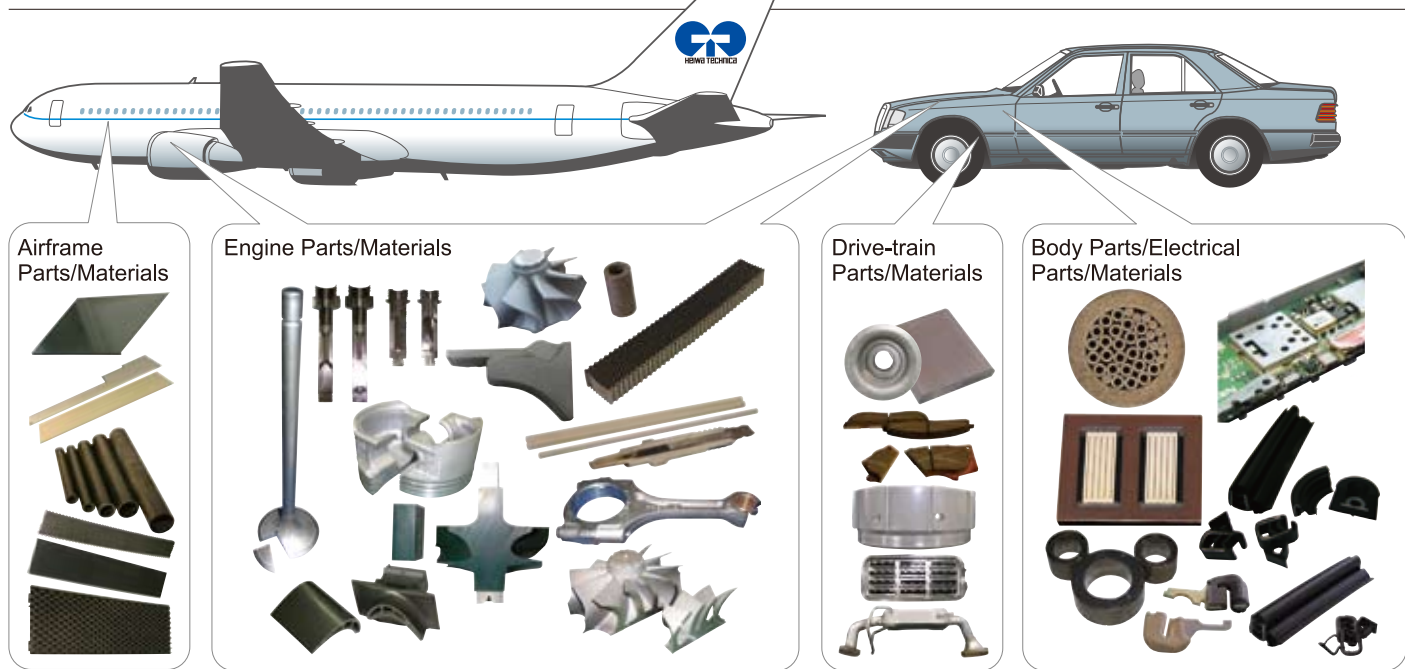 HEIWA TECHNICA
Airframe
Parts/Materials
Engine Parts/Materials
Drive-train
Parts/Materials
Body Parts/Electrical
Parts/Materials